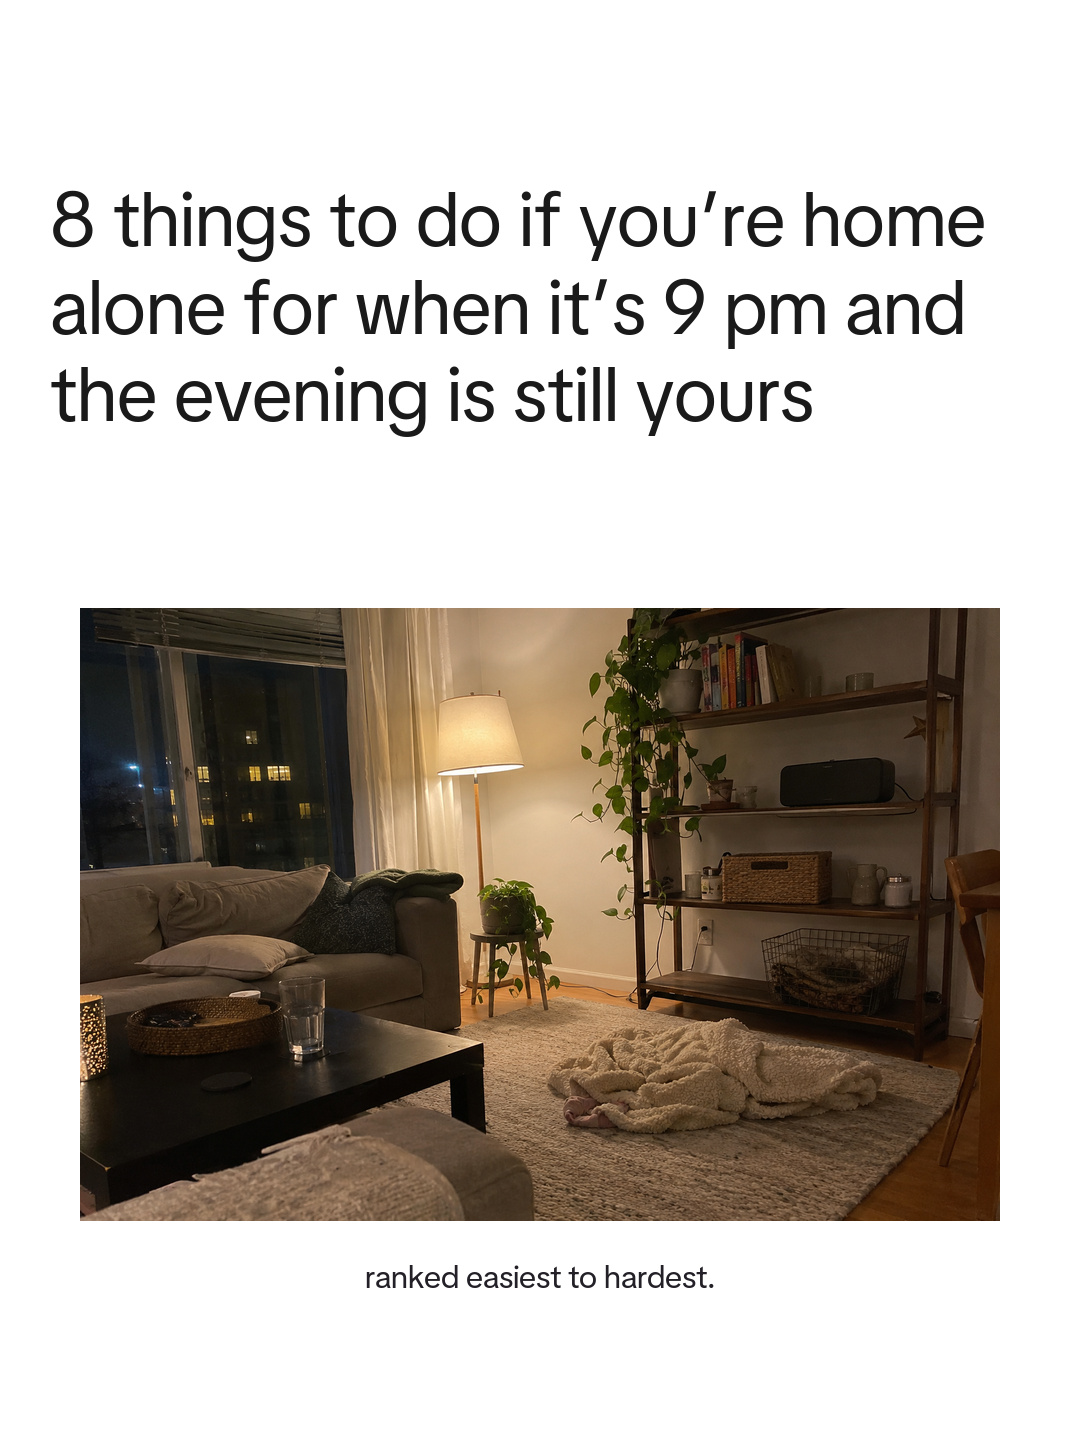 8 things to do if you’re home
alone for when it’s 9 pm and
the evening is still yours
ranked easiest to hardest.